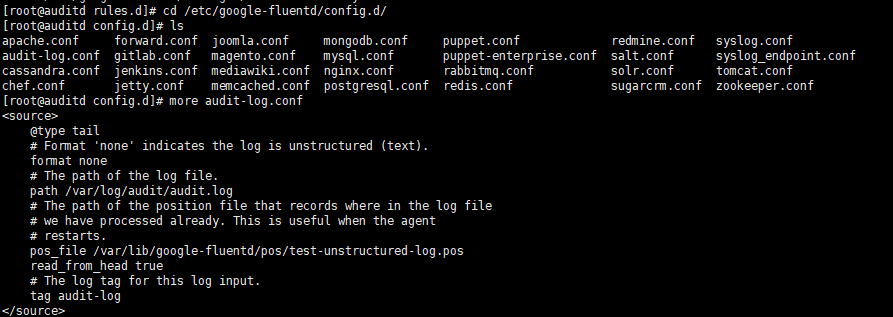 [root@auditd rules.d]# cd /etc/google-fluentd/config.d/
[root@auditd config.d]# ls
apache.conf     forward.conf  joomla.conf     mongodb.conf     puppet.conf             redmine.conf   syslog.conf
audit-log.conf  gitlab.conf   magento.conf    mysql.conf       puppet-enterprise.conf  salt.conf      syslog_endpoint.conf
cassandra.conf  jenkins.conf  mediawiki.conf  nginx.conf       rabbitmq.conf           solr.conf      tomcat.conf
chef.conf       jetty.conf    memcached.conf  postgresql.conf  redis.conf              sugarcrm.conf  zookeeper.conf
[root@auditd config.d]# more audit-log.conf
<source>
    @type tail
    # Format 'none' indicates the log is unstructured (text).
    format none
    # The path of the log file.
    path /var/log/audit/audit.log
    # The path of the position file that records where in the log file
    # we have processed already. This is useful when the agent
    # restarts.
    pos_file /var/lib/google-fluentd/pos/test-unstructured-log.pos
    read_from_head true
    # The log tag for this log input.
    tag audit-log
</source>